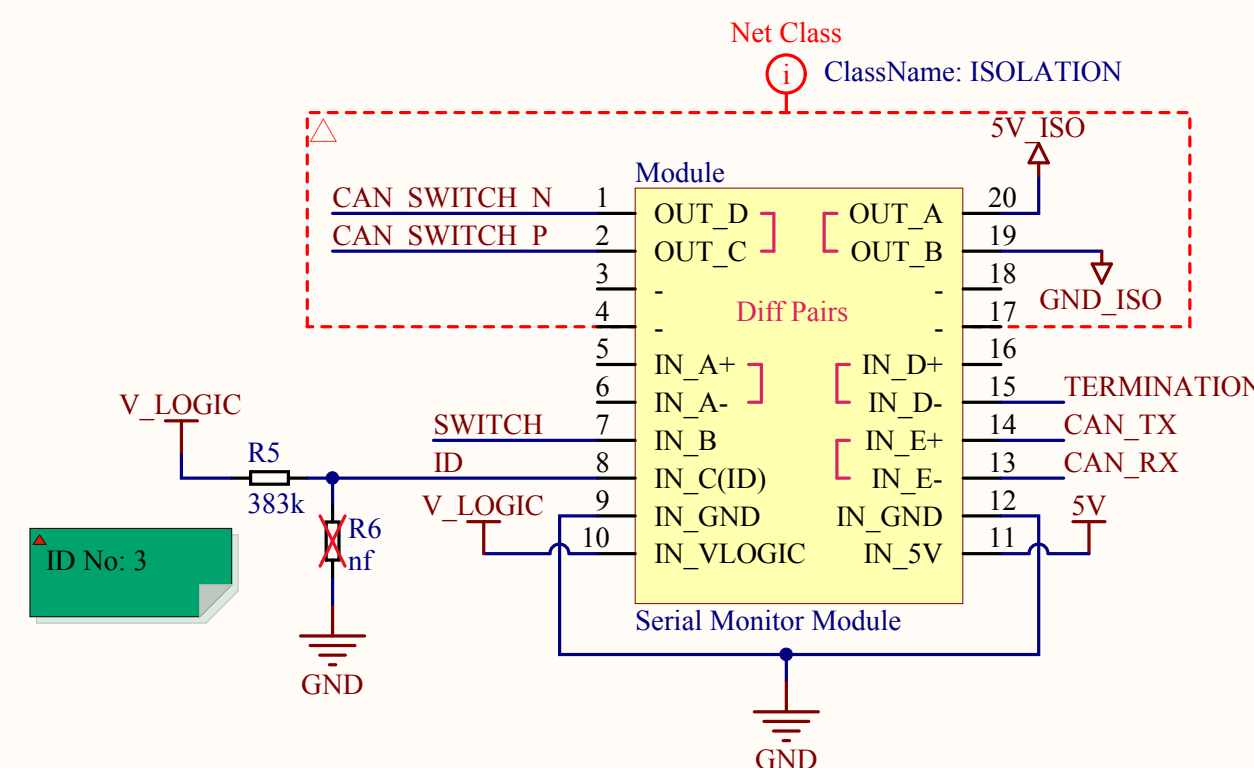 Net Class
i
ClassName: ISOLATION
5V_ISO
Module
CAN_SWITCH_N 1 OUT_D OUT_A 20
CAN_SWITCH_P 2 OUT_C OUT_B 19
3 - - 18
GND_ISO
Diff Pairs
4 - - 17
5 IN_A+ IN_D+ 16
6 IN_A- IN_D- 15 TERMINATION
V_LOGIC
SWITCH 7 IN_B IN_E+ 14 CAN_TX
R5
383k
ID 8 IN_C(ID) IN_E- 13 CAN_RX
V_LOGIC
9 IN_GND IN_GND 12
5V
10 IN_VLOGIC IN_5V 11
R6
nf
ID No: 3
Serial Monitor Module
GND
GND